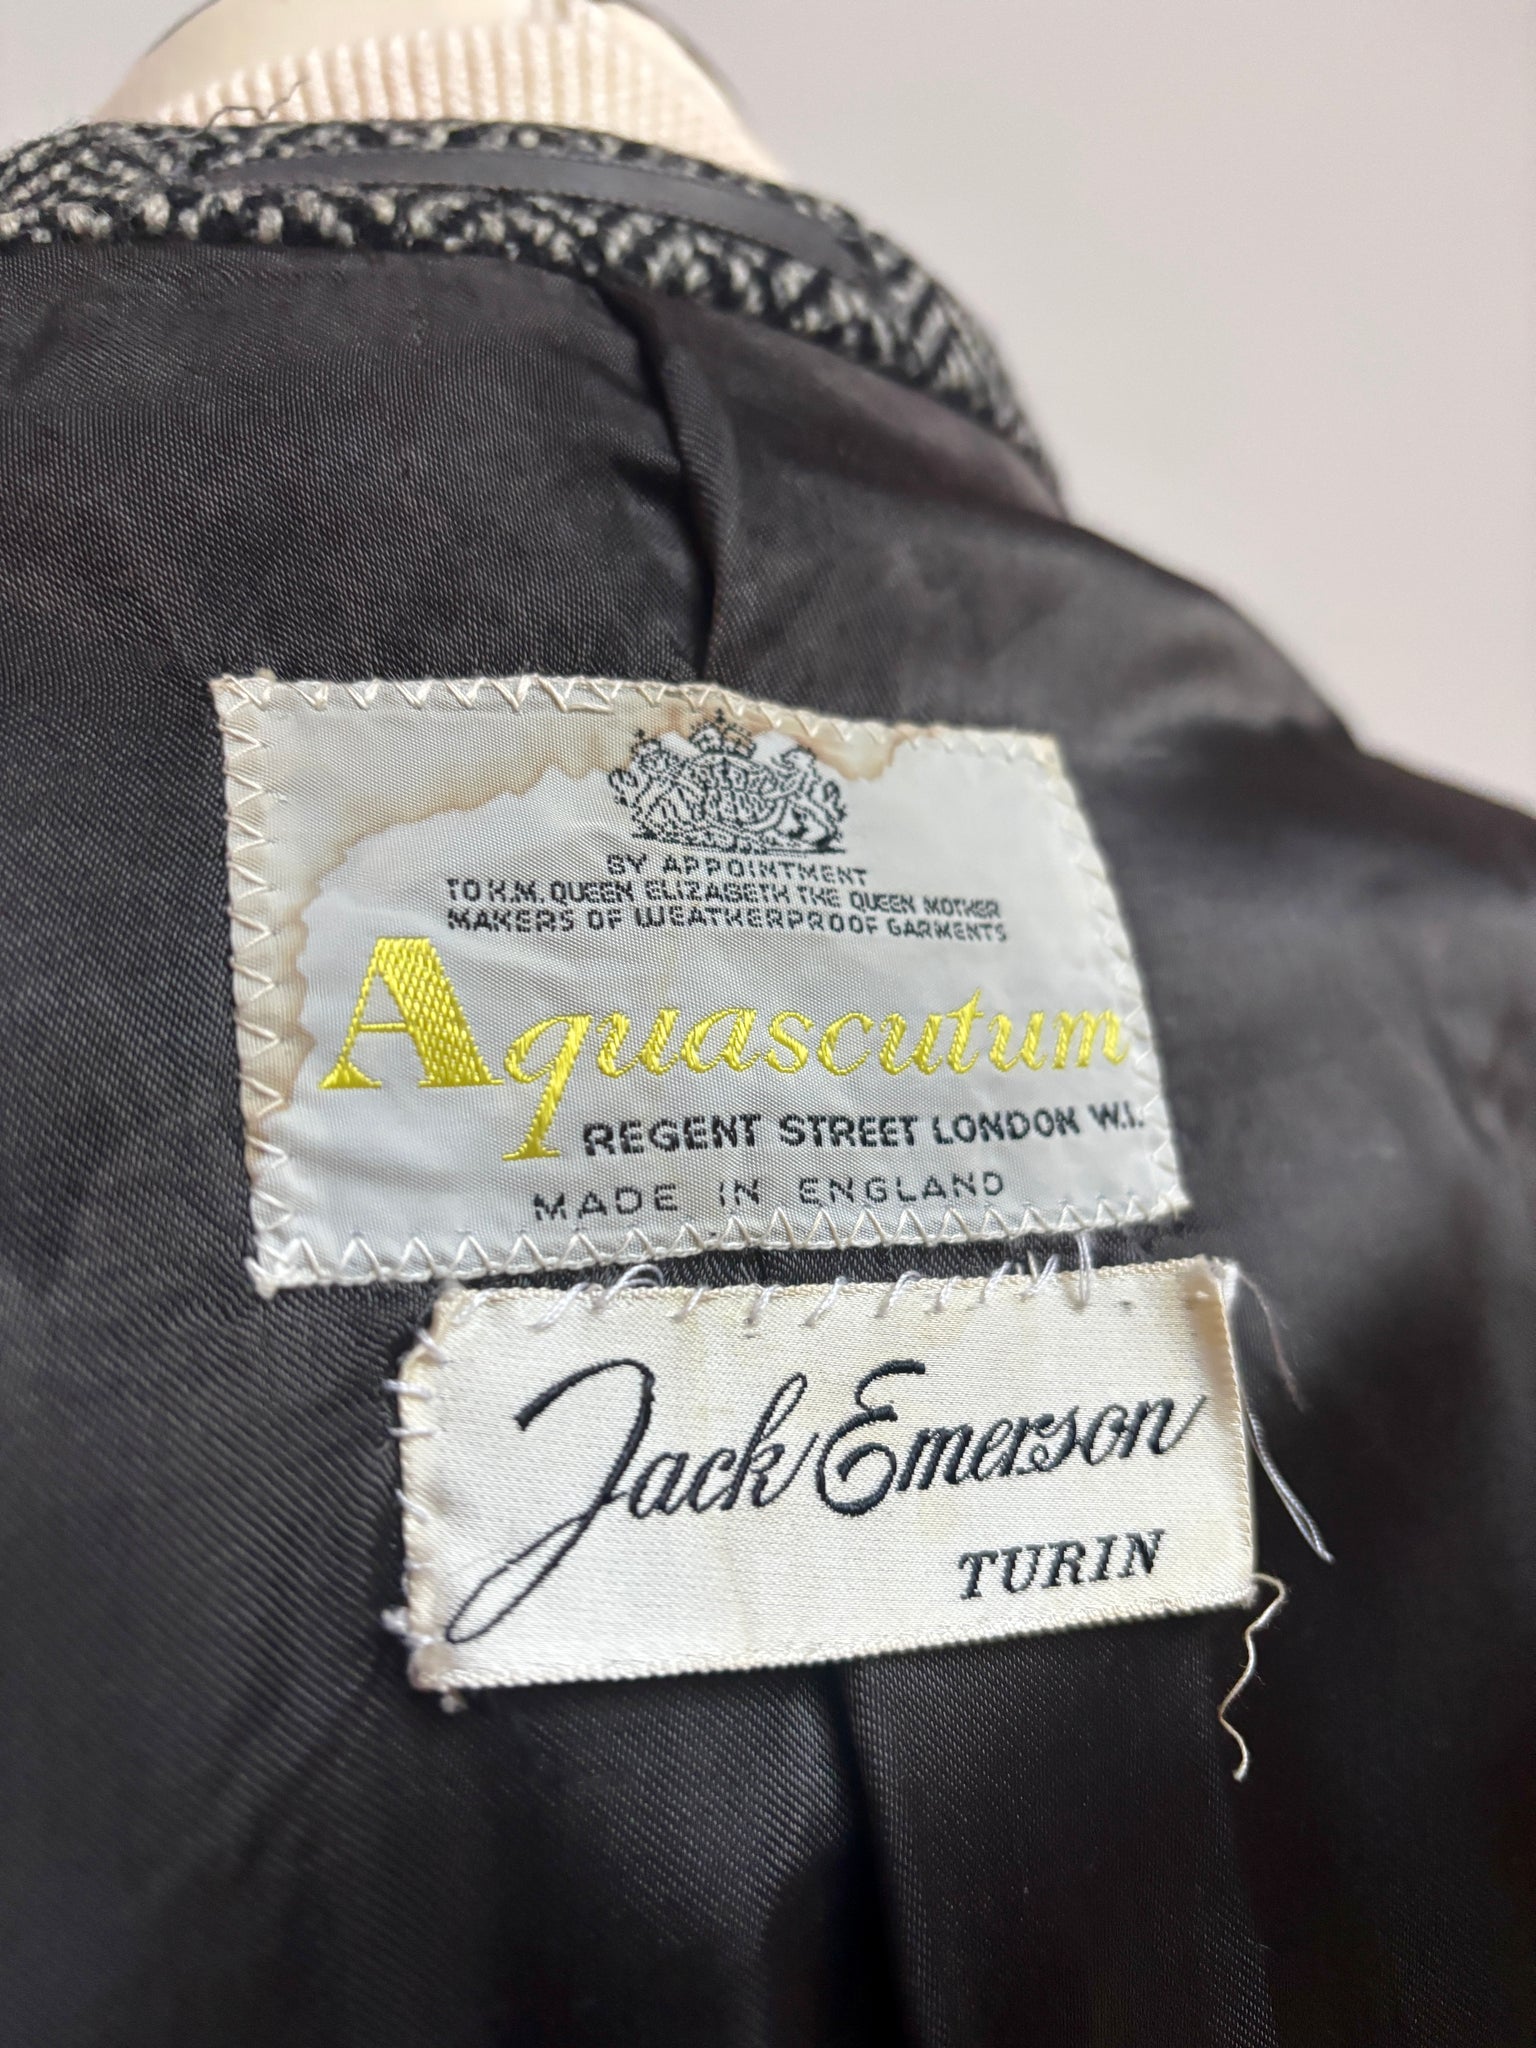 BY APPOINTMENT
TO H.M. QUEEN ELIZABETH THE QUEEN MOTHER
MAKERS OF WEATHERPROOF GARMENTS
Aquascutum
REGENT STREET LONDON W.I.
MADE IN ENGLAND
Jack Emerson
TURIN